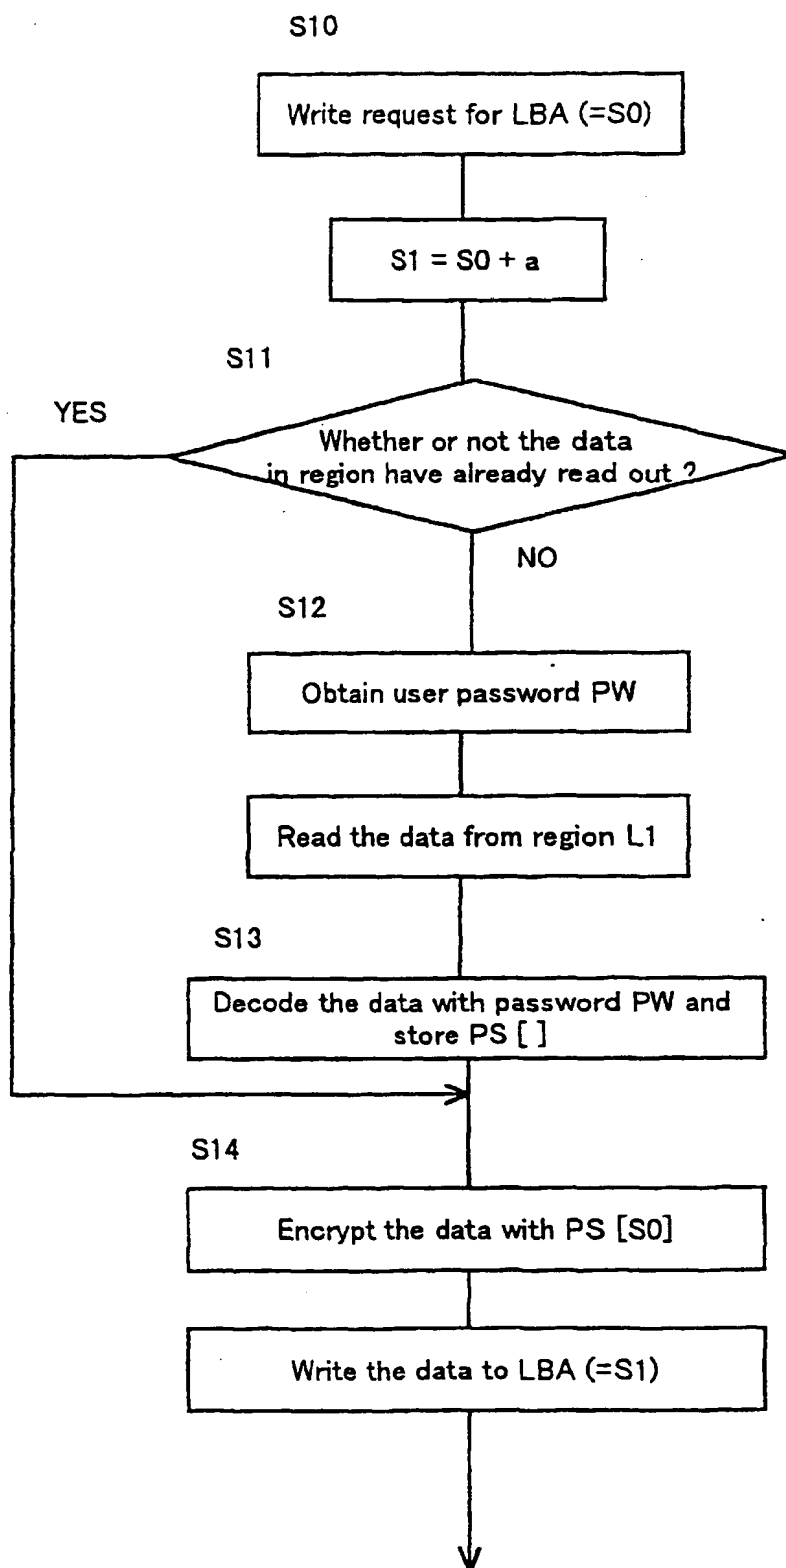 S10
Write request for LBA (=S0)
S1 = S0 + a
S11
YES
Whether or not the data
in region have already read out ?
NO
S12
Obtain user password PW
Read the data from region L1
S13
Decode the data with password PW and
store PS [ ]
S14
Encrypt the data with PS [S0]
Write the data to LBA (=S1)